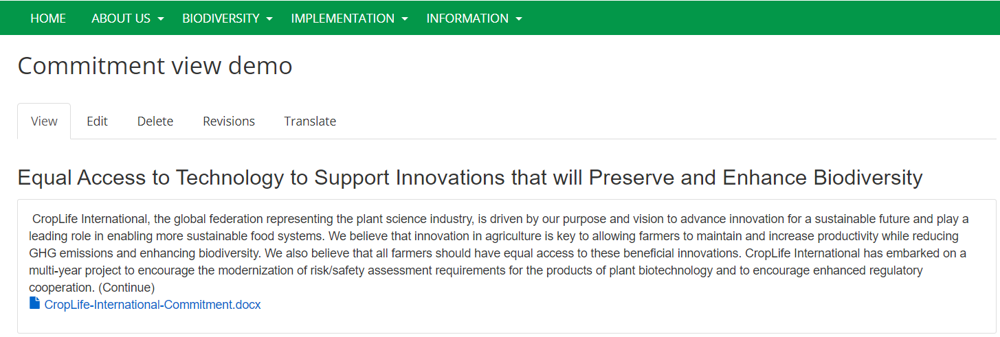 HOME ABOUT US BIODIVERSITY IMPLEMENTATION INFORMATION
Commitment view demo
View Edit Delete Revisions Translate
Equal Access to Technology to Support Innovations that will Preserve and Enhance Biodiversity
CropLife International, the global federation representing the plant science industry, is driven by our purpose and vision to advance innovation for a sustainable future and play a
leading role in enabling more sustainable food systems. We believe that innovation in agriculture is key to allowing farmers to maintain and increase productivity while reducing
GHG emissions and enhancing biodiversity. We also believe that all farmers should have equal access to these beneficial innovations. CropLife International has embarked on a
multi-year project to encourage the modernization of risk/safety assessment requirements for the products of plant biotechnology and to encourage enhanced regulatory
cooperation. (Continue)
CropLife-International-Commitment.docx